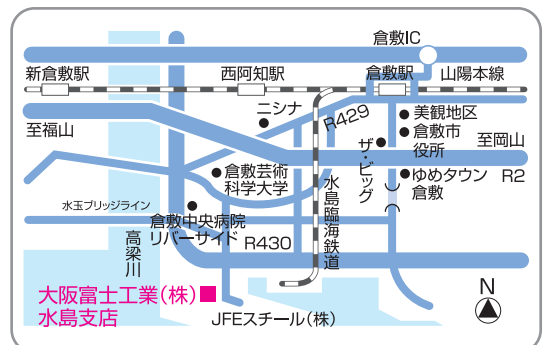 倉敷IC
新倉敷駅
西阿知駅
倉敷駅
山陽本線
ニシナ
R429
美観地区
倉敷市
役所
至福山
ザ・ビッグ
至岡山
倉敷芸術
科学大学
ゆめタウン
倉敷
R2
水玉ブリッジライン
倉敷中央病院
リバーサイド
水島臨海鉄道
高梁川
R430
大阪富士工業(株)
水島支店
JFEスチール(株)
N